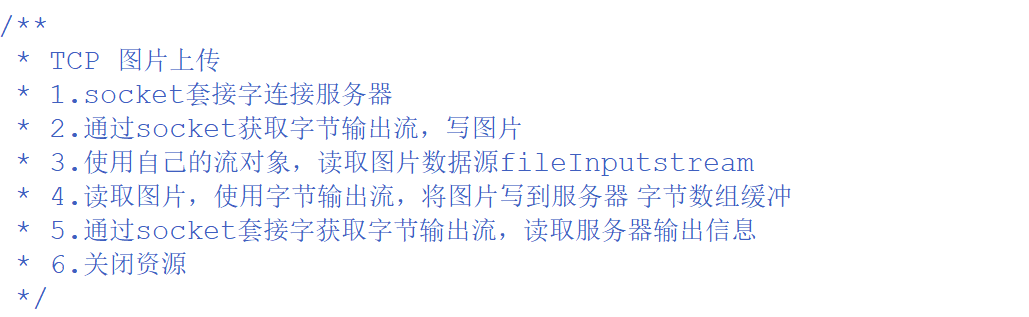 /**
 * TCP 图片上传
 * 1.socket套接字连接服务器
 * 2.通过socket获取字节输出流，写图片
 * 3.使用自己的流对象，读取图片数据源fileInputstream
 * 4.读取图片，使用字节输出流，将图片写到服务器 字节数组缓冲
 * 5.通过socket套接字获取字节输出流，读取服务器输出信息
 * 6.关闭资源
 */